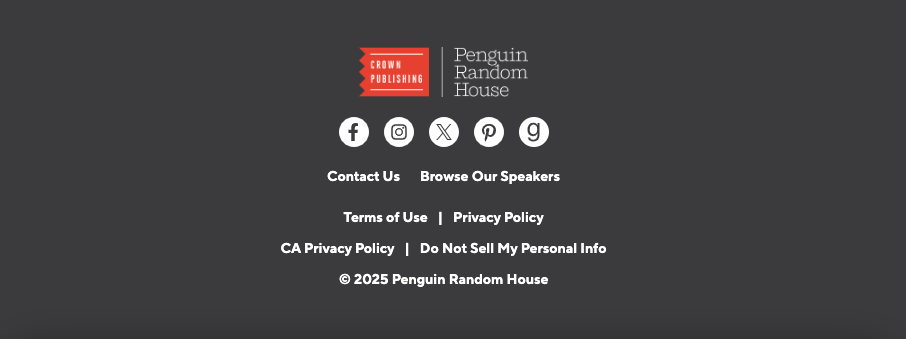 CROWN
PUBLISHING
Penguin
Random
House
Contact Us Browse Our Speakers
Terms of Use | Privacy Policy
CA Privacy Policy | Do Not Sell My Personal Info
© 2025 Penguin Random House